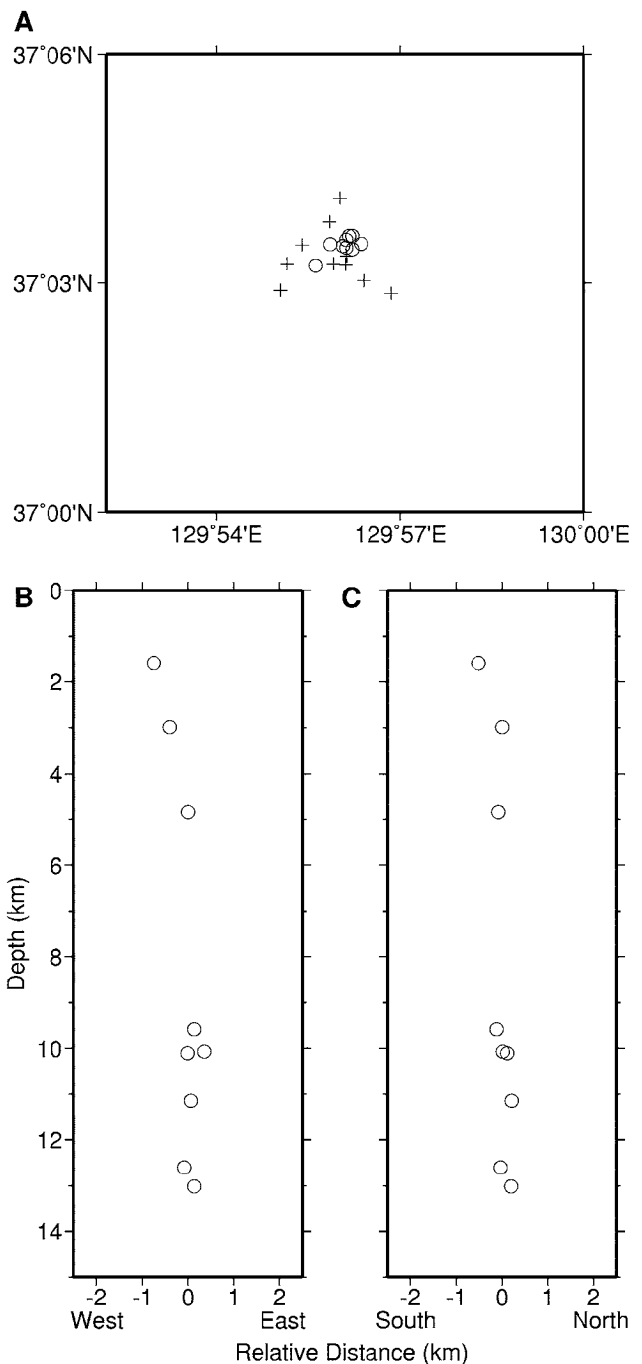 A
37°06'N
37°03'N
37°00'N
129°54'E
129°57'E
130°00'E
B
C
0
2
4
6
8
10
12
14
Depth (km)
-2 -1 0 1 2
-2 -1 0 1 2
West East
South North
Relative Distance (km)